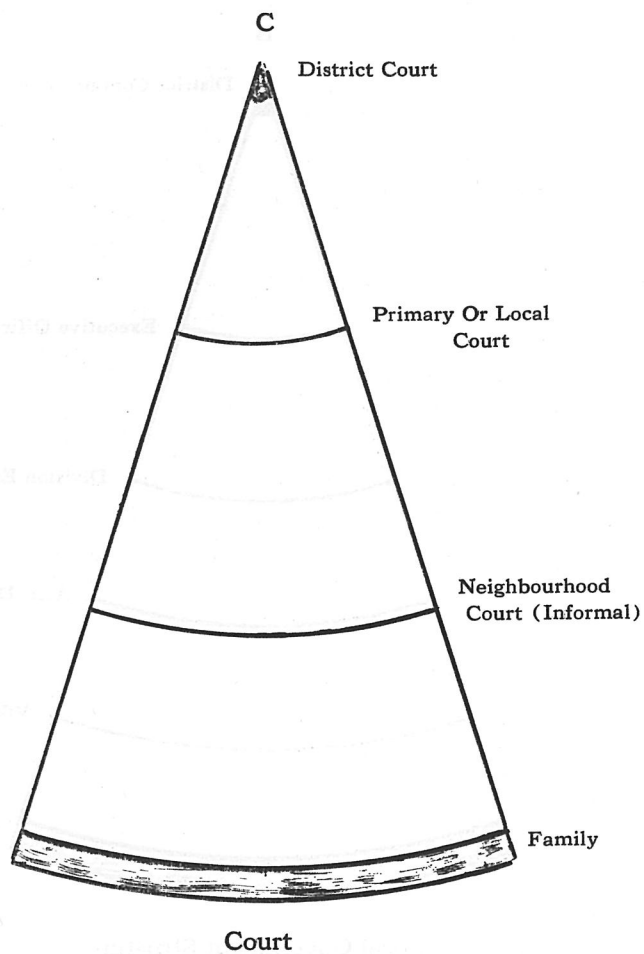 C
District Court
Primary Or Local
Court
Neighbourhood
Court (Informal)
Family
Court